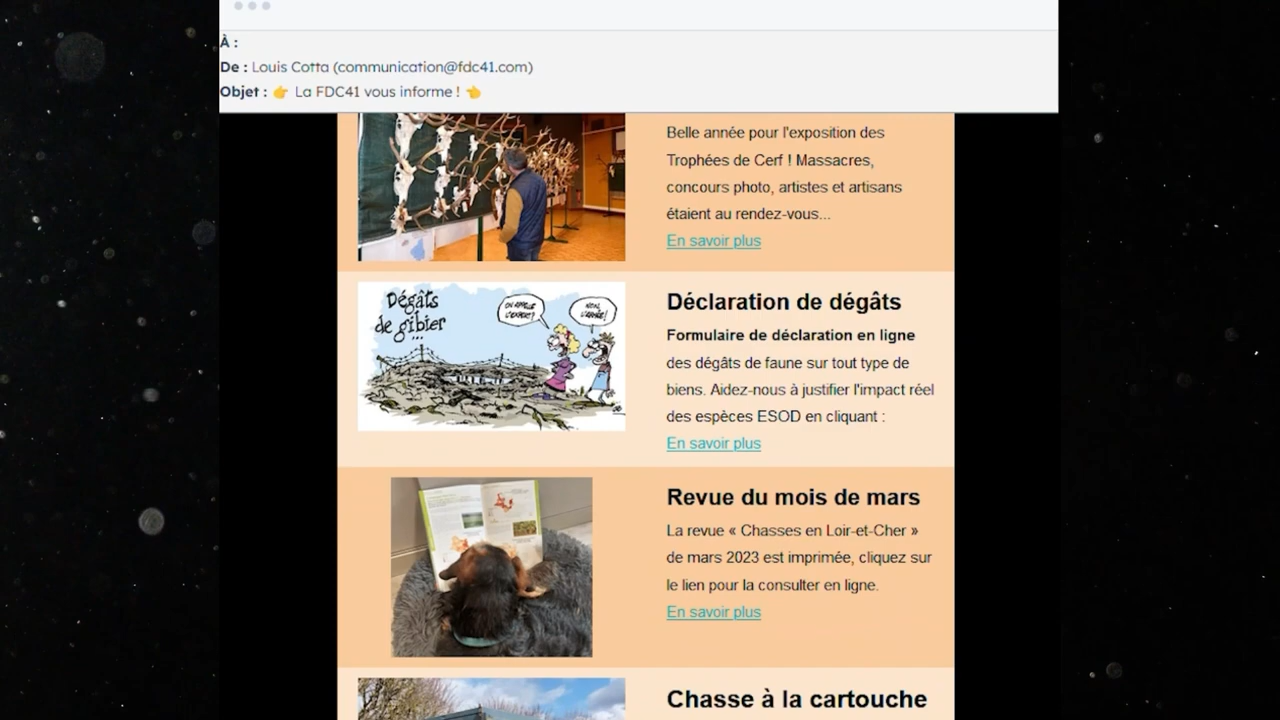 À :
De : Louis Cotta (communication@fdc41.com)
Objet : 👉 La FDC41 vous informe ! 👈
Belle année pour l'exposition des
Trophées de Cerf ! Massacres,
concours photo, artistes et artisans
étaient au rendez-vous...
En savoir plus
Dégâts
de gibier
...
ON APPELLE
L'EXPERT?
NON,
L'ARMÉE!
Déclaration de dégâts
Formulaire de déclaration en ligne
des dégâts de faune sur tout type de
biens. Aidez-nous à justifier l'impact réel
des espèces ESOD en cliquant :
En savoir plus
Revue du mois de mars
La revue « Chasses en Loir-et-Cher »
de mars 2023 est imprimée, cliquez sur
le lien pour la consulter en ligne.
En savoir plus
Chasse à la cartouche